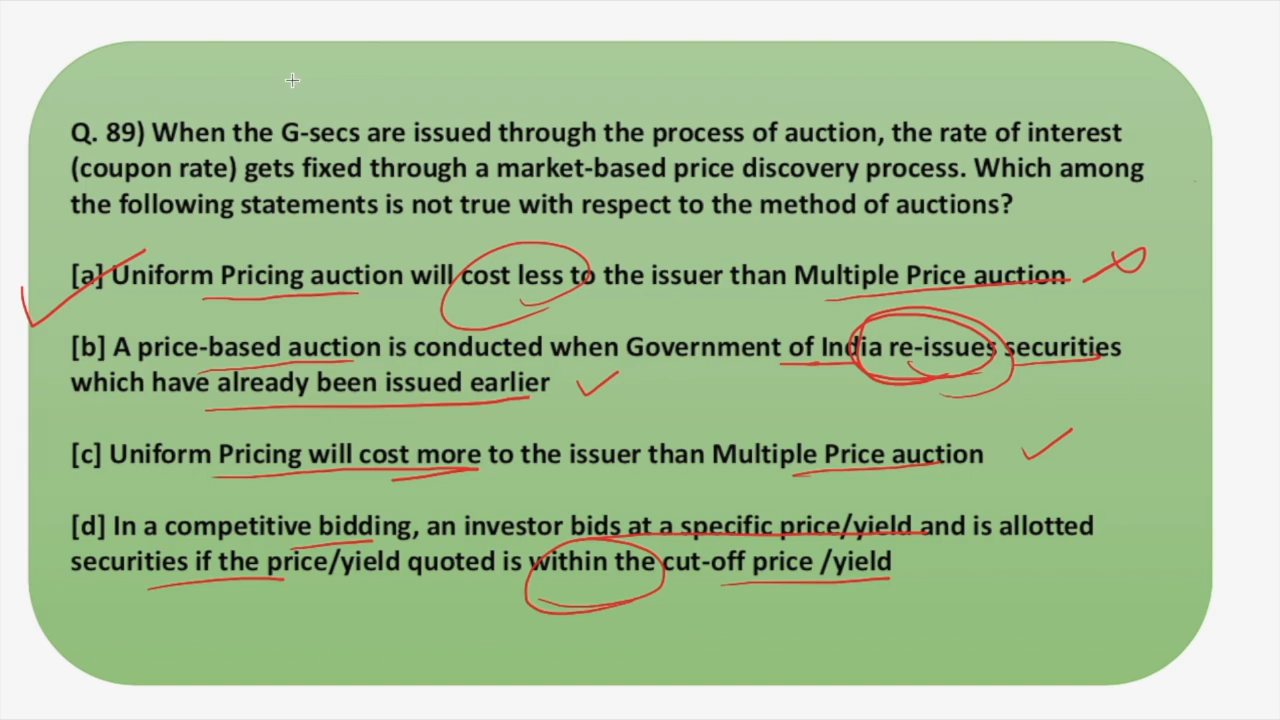 Q. 89) When the G-secs are issued through the process of auction, the rate of interest
(coupon rate) gets fixed through a market-based price discovery process. Which among
the following statements is not true with respect to the method of auctions?
[a] Uniform Pricing auction will cost less to the issuer than Multiple Price auction
[b] A price-based auction is conducted when Government of India re-issues securities
which have already been issued earlier
[c] Uniform Pricing will cost more to the issuer than Multiple Price auction
[d] In a competitive bidding, an investor bids at a specific price/yield and is allotted
securities if the price/yield quoted is within the cut-off price /yield